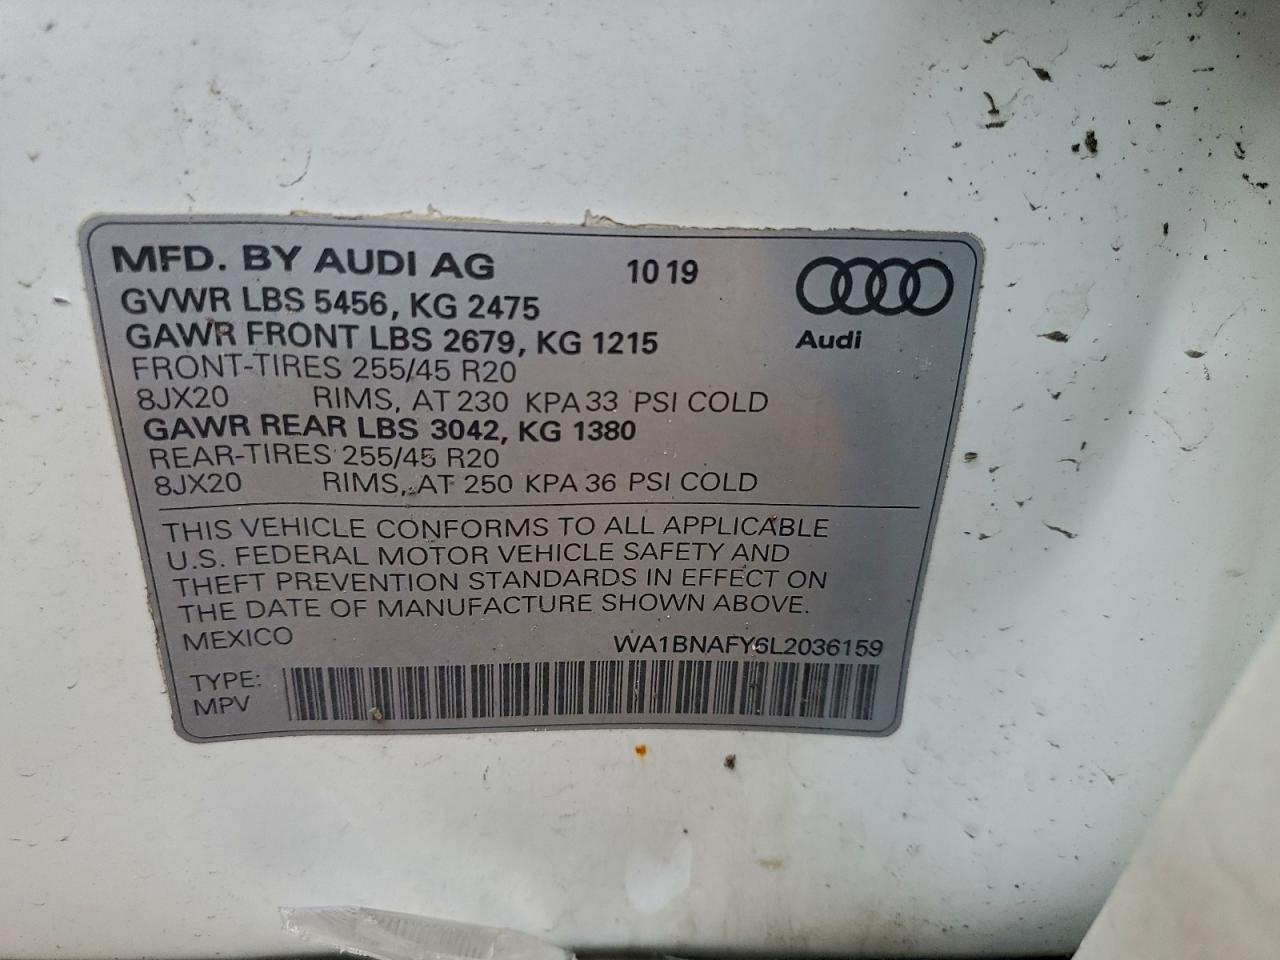 MFD. BY AUDI AG 10 19
GVWR LBS 5456, KG 2475
GAWR FRONT LBS 2679, KG 1215
Audi
FRONT-TIRES 255/45 R20
8JX20 RIMS, AT 230 KPA 33 PSI COLD
GAWR REAR LBS 3042, KG 1380
REAR-TIRES 255/45 R20
8JX20 RIMS, AT 250 KPA 36 PSI COLD
THIS VEHICLE CONFORMS TO ALL APPLICABLE
U.S. FEDERAL MOTOR VEHICLE SAFETY AND
THEFT PREVENTION STANDARDS IN EFFECT ON
THE DATE OF MANUFACTURE SHOWN ABOVE.
MEXICO WA1BNAFY6L2036159
TYPE:
MPV